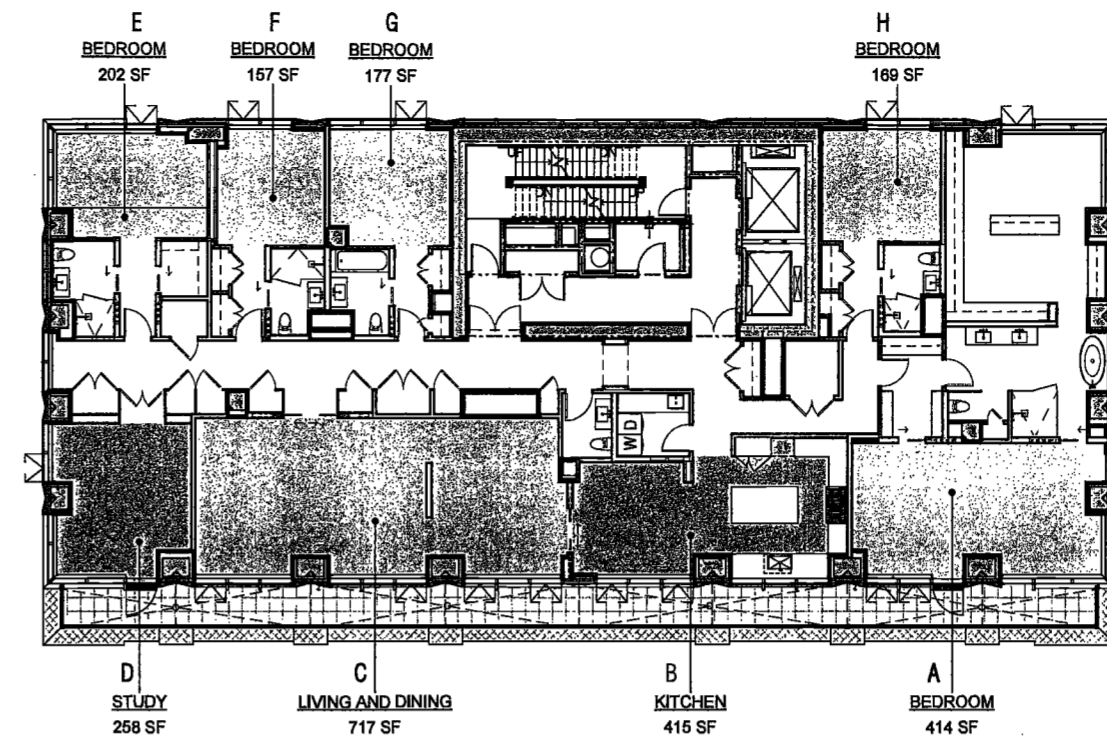 E
BEDROOM
202 SF
F
BEDROOM
157 SF
G
BEDROOM
177 SF
H
BEDROOM
169 SF
W D
D
STUDY
258 SF
C
LIVING AND DINING
717 SF
B
KITCHEN
415 SF
A
BEDROOM
414 SF